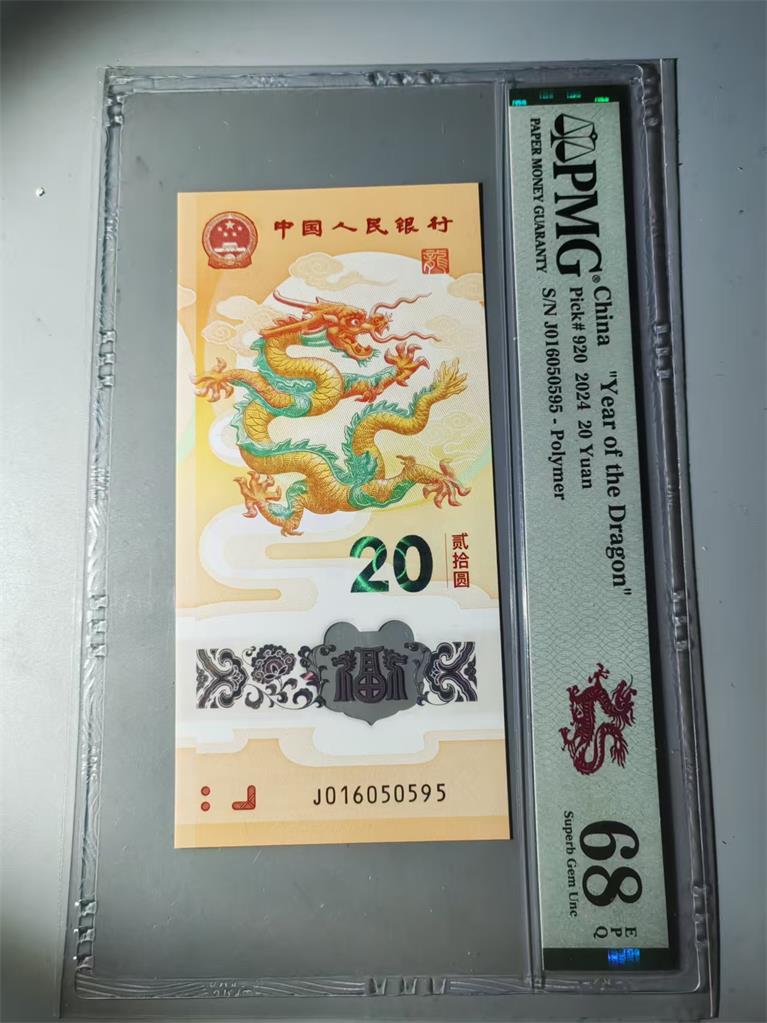 中国人民银行
龍
20
贰拾圆
J016050595
PMG®
PAPER MONEY GUARANTY
China "Year of the Dragon"
Pick# 920 2024 20 Yuan
S/N J016050595 - Polymer
68
EPQ
Superb Gem Unc